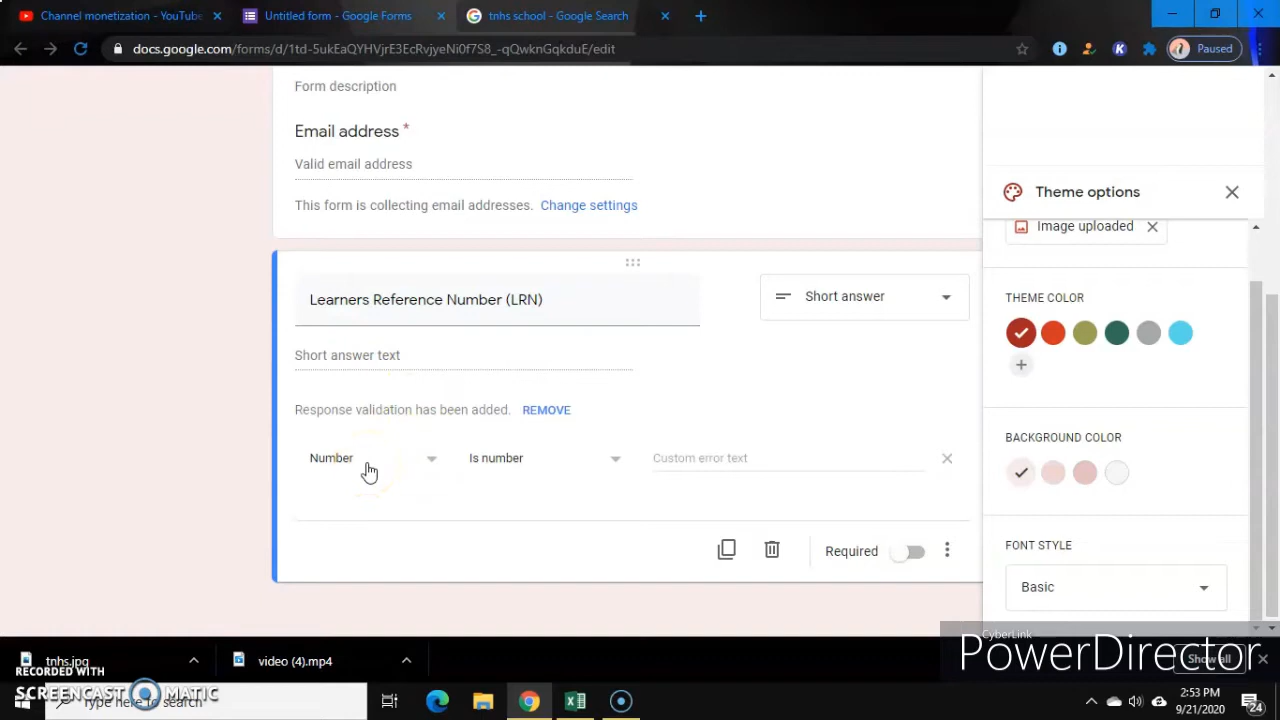 Channel monetization - YouTube
Untitled form - Google Forms
tnhs school - Google Search
docs.google.com/forms/d/1td-5ukEaQYHVjrE3EcRvjyeNi0f7S8_-qQwknGqkduE/edit
Paused
Form description
Email address *
Valid email address
This form is collecting email addresses. Change settings
Theme options
Image uploaded
Learners Reference Number (LRN)
Short answer
THEME COLOR
Short answer text
Response validation has been added. REMOVE
BACKGROUND COLOR
Number
Is number
Custom error text
Required
FONT STYLE
Basic
CyberLink
PowerDirector
Show all
tnhs.jpg
video (4).mp4
RECORDED WITH
SCREENCAST MATIC
Type here to search
2:53 PM
9/21/2020
24